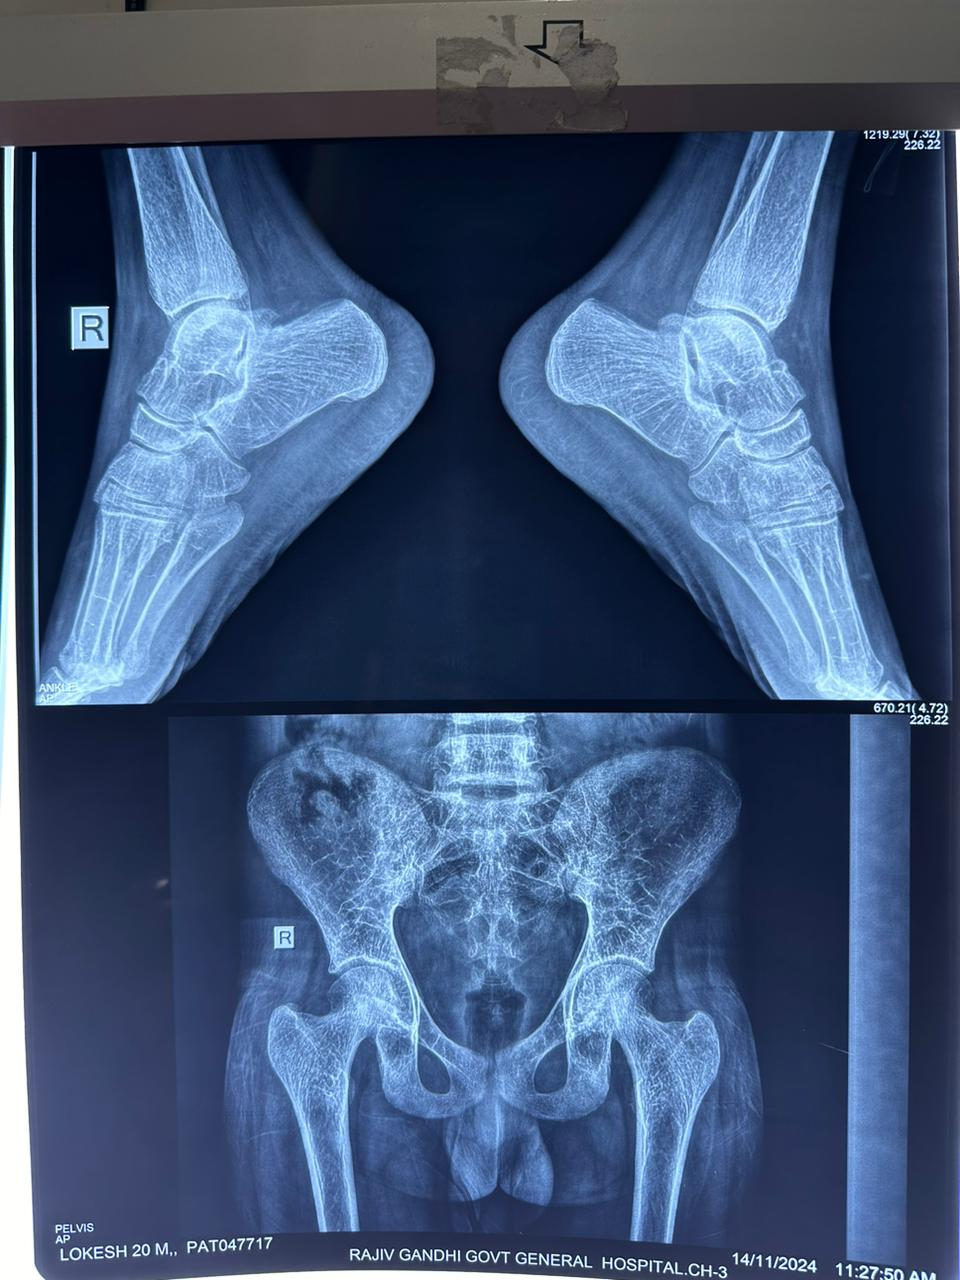 1219.29( 7.32)
226.22
R
ANKLE
AP
670.21( 4.72)
226.22
R
PELVIS
AP
LOKESH 20 M,, PAT047717
RAJIV GANDHI GOVT GENERAL HOSPITAL.CH-3
14/11/2024 11:27:50 AM